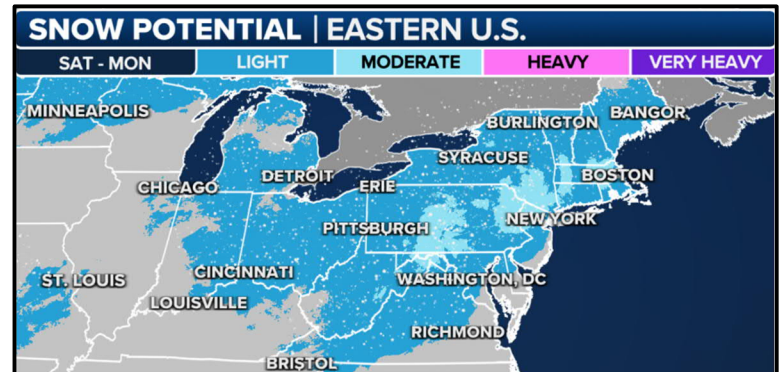 SNOW POTENTIAL | EASTERN U.S.
SAT - MON LIGHT MODERATE HEAVY VERY HEAVY
MINNEAPOLIS
BURLINGTON
BANGOR
SYRACUSE
DETROIT
BOSTON
CHICAGO
ERIE
NEW YORK
PITTSBURGH
CINCINNATI
WASHINGTON, DC
ST. LOUIS
LOUISVILLE
RICHMOND
BRISTOL